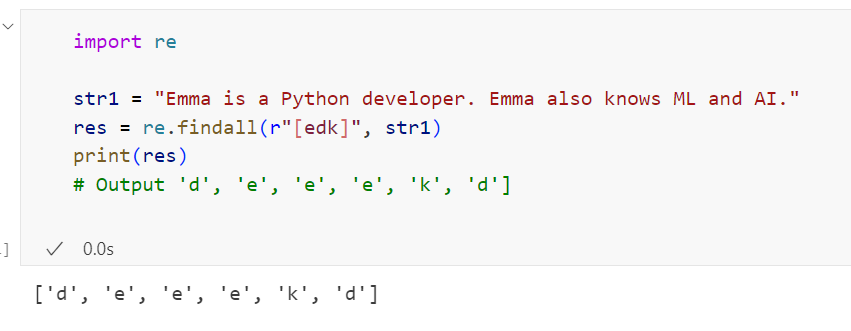 import re
str1 = "Emma is a Python developer. Emma also knows ML and AI."
res = re.findall(r"[edk]", str1)
print(res)
# Output 'd', 'e', 'e', 'e', 'k', 'd']
] ✓ 0.0s
['d', 'e', 'e', 'e', 'k', 'd']